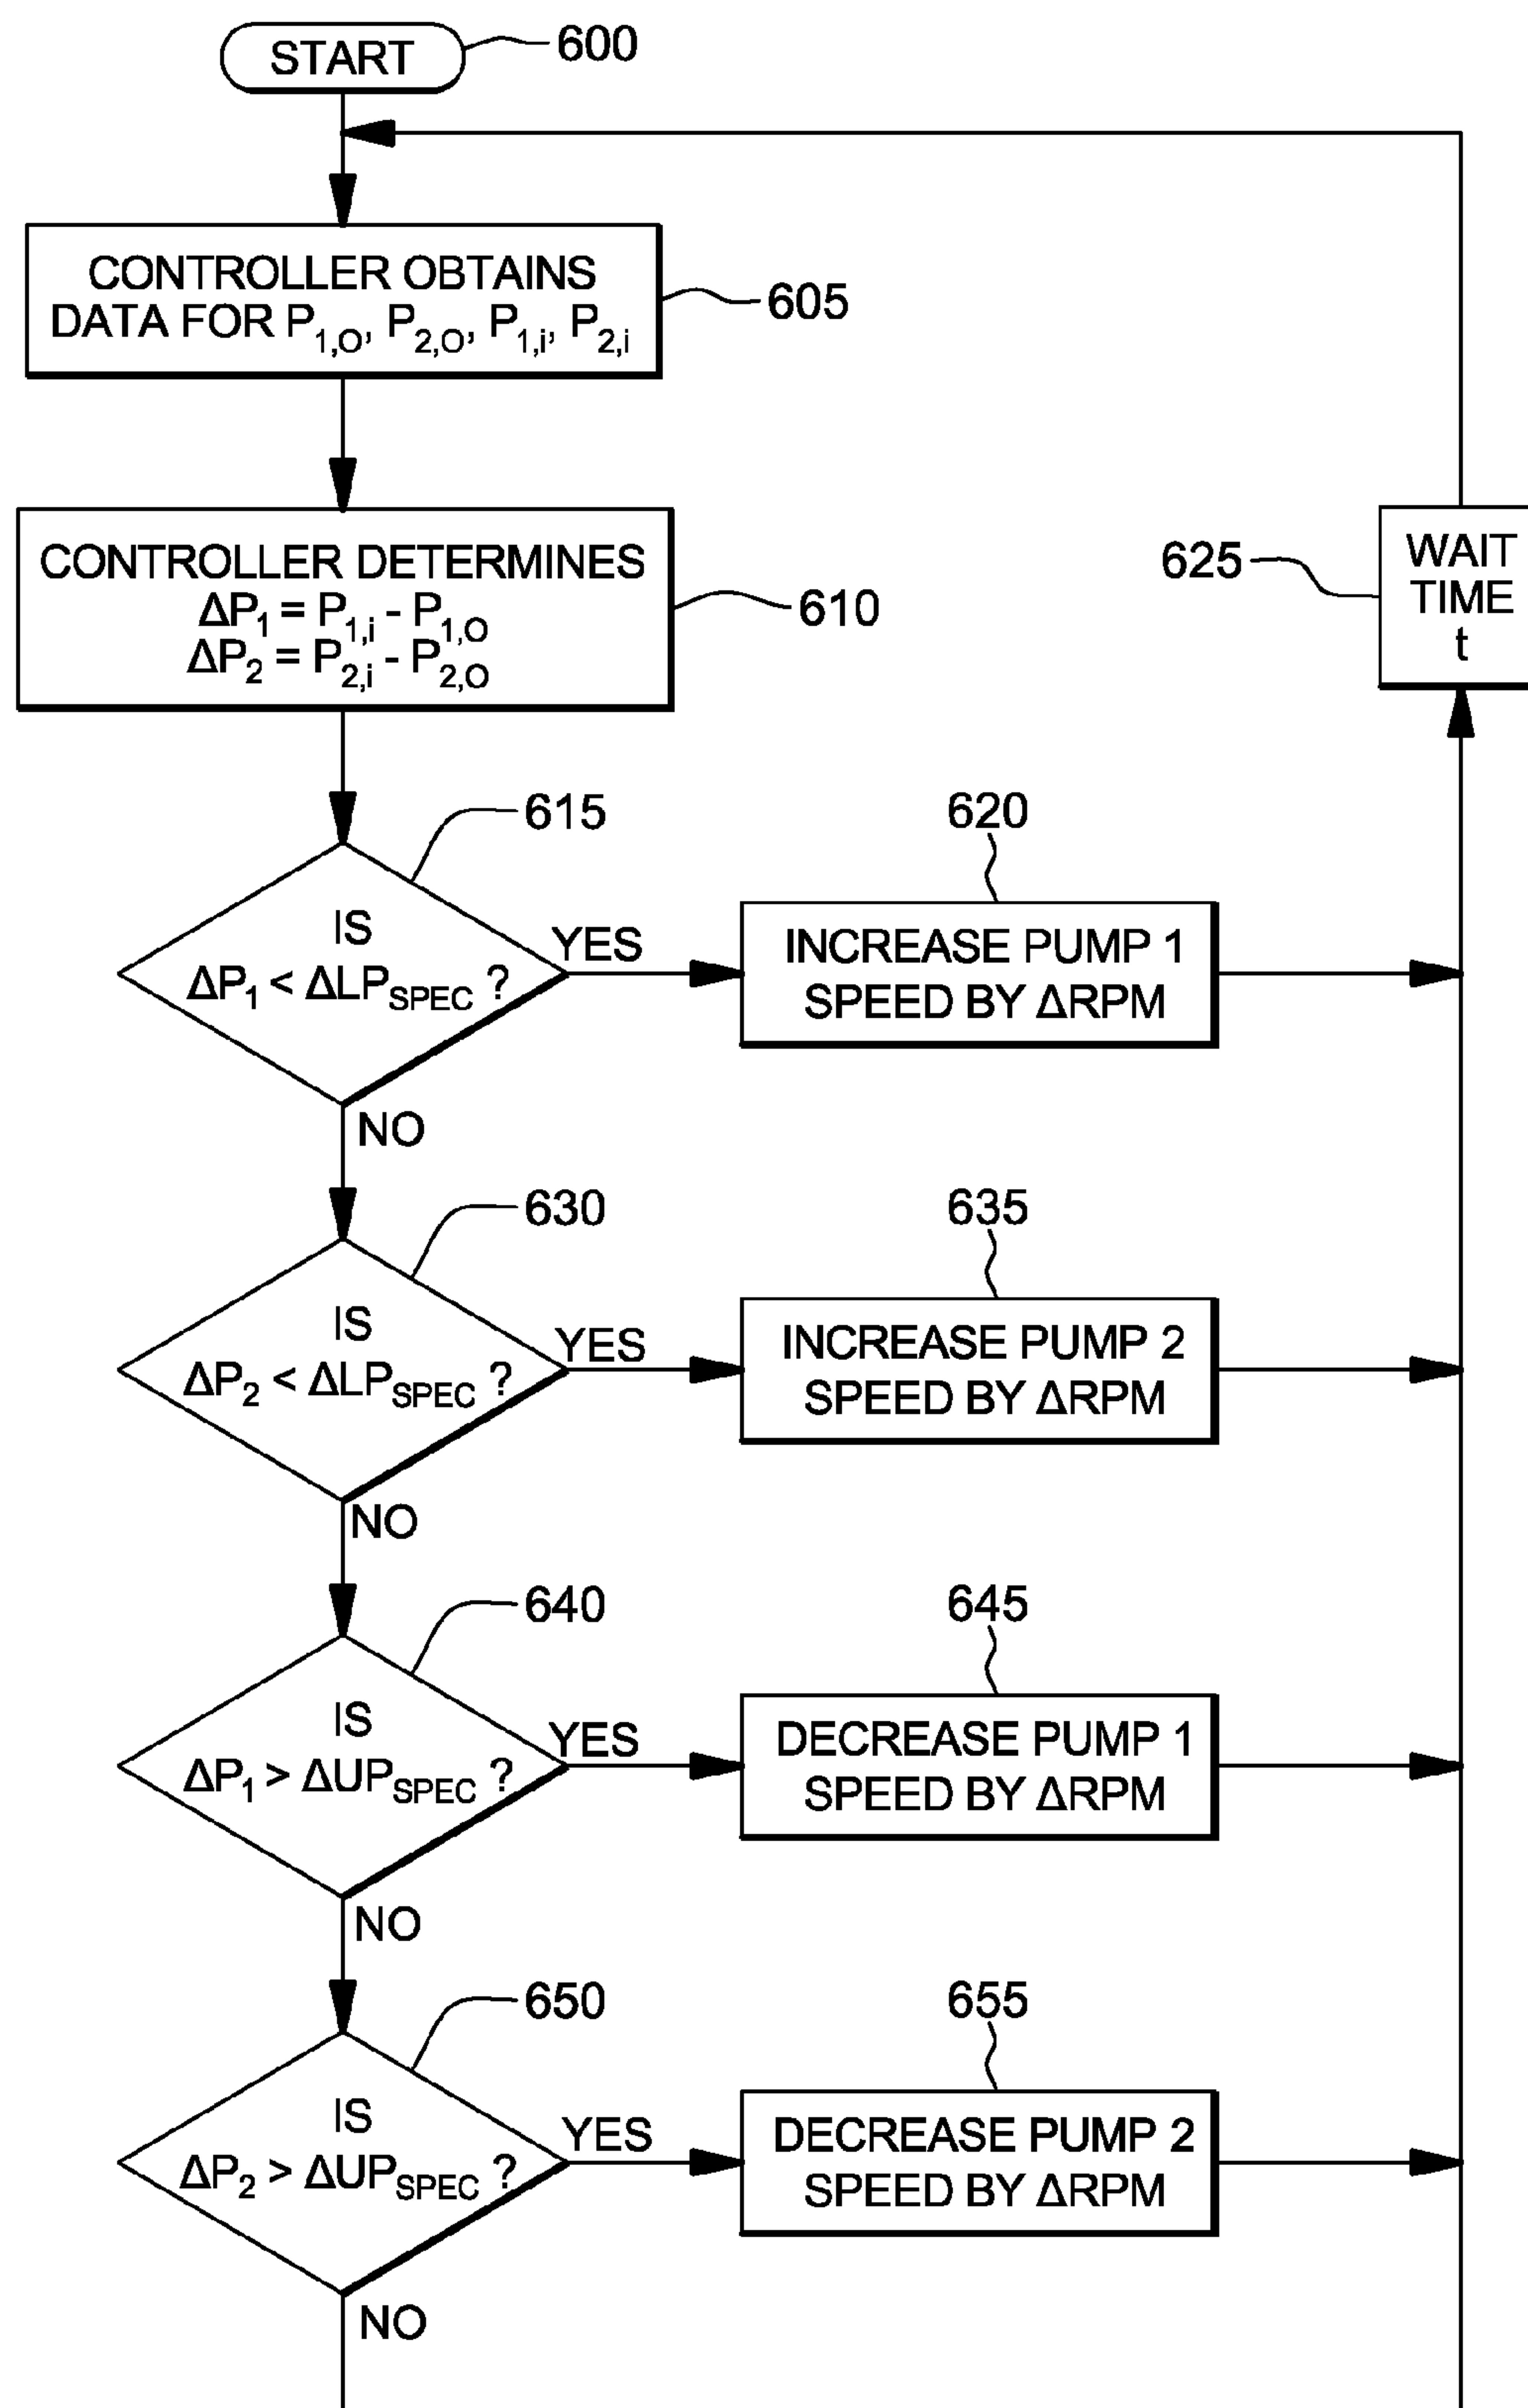 START
600
CONTROLLER OBTAINS
DATA FOR P1,O, P2,O, P1,i, P2,i
605
CONTROLLER DETERMINES
ΔP1 = P1,i - P1,O
ΔP2 = P2,i - P2,O
610
625
WAIT
TIME
t
615
IS
ΔP1 < ΔLPSPEC ?
YES
620
INCREASE PUMP 1
SPEED BY ΔRPM
NO
630
IS
ΔP2 < ΔLPSPEC ?
YES
635
INCREASE PUMP 2
SPEED BY ΔRPM
NO
640
IS
ΔP1 > ΔUPSPEC ?
YES
645
DECREASE PUMP 1
SPEED BY ΔRPM
NO
650
IS
ΔP2 > ΔUPSPEC ?
YES
655
DECREASE PUMP 2
SPEED BY ΔRPM
NO